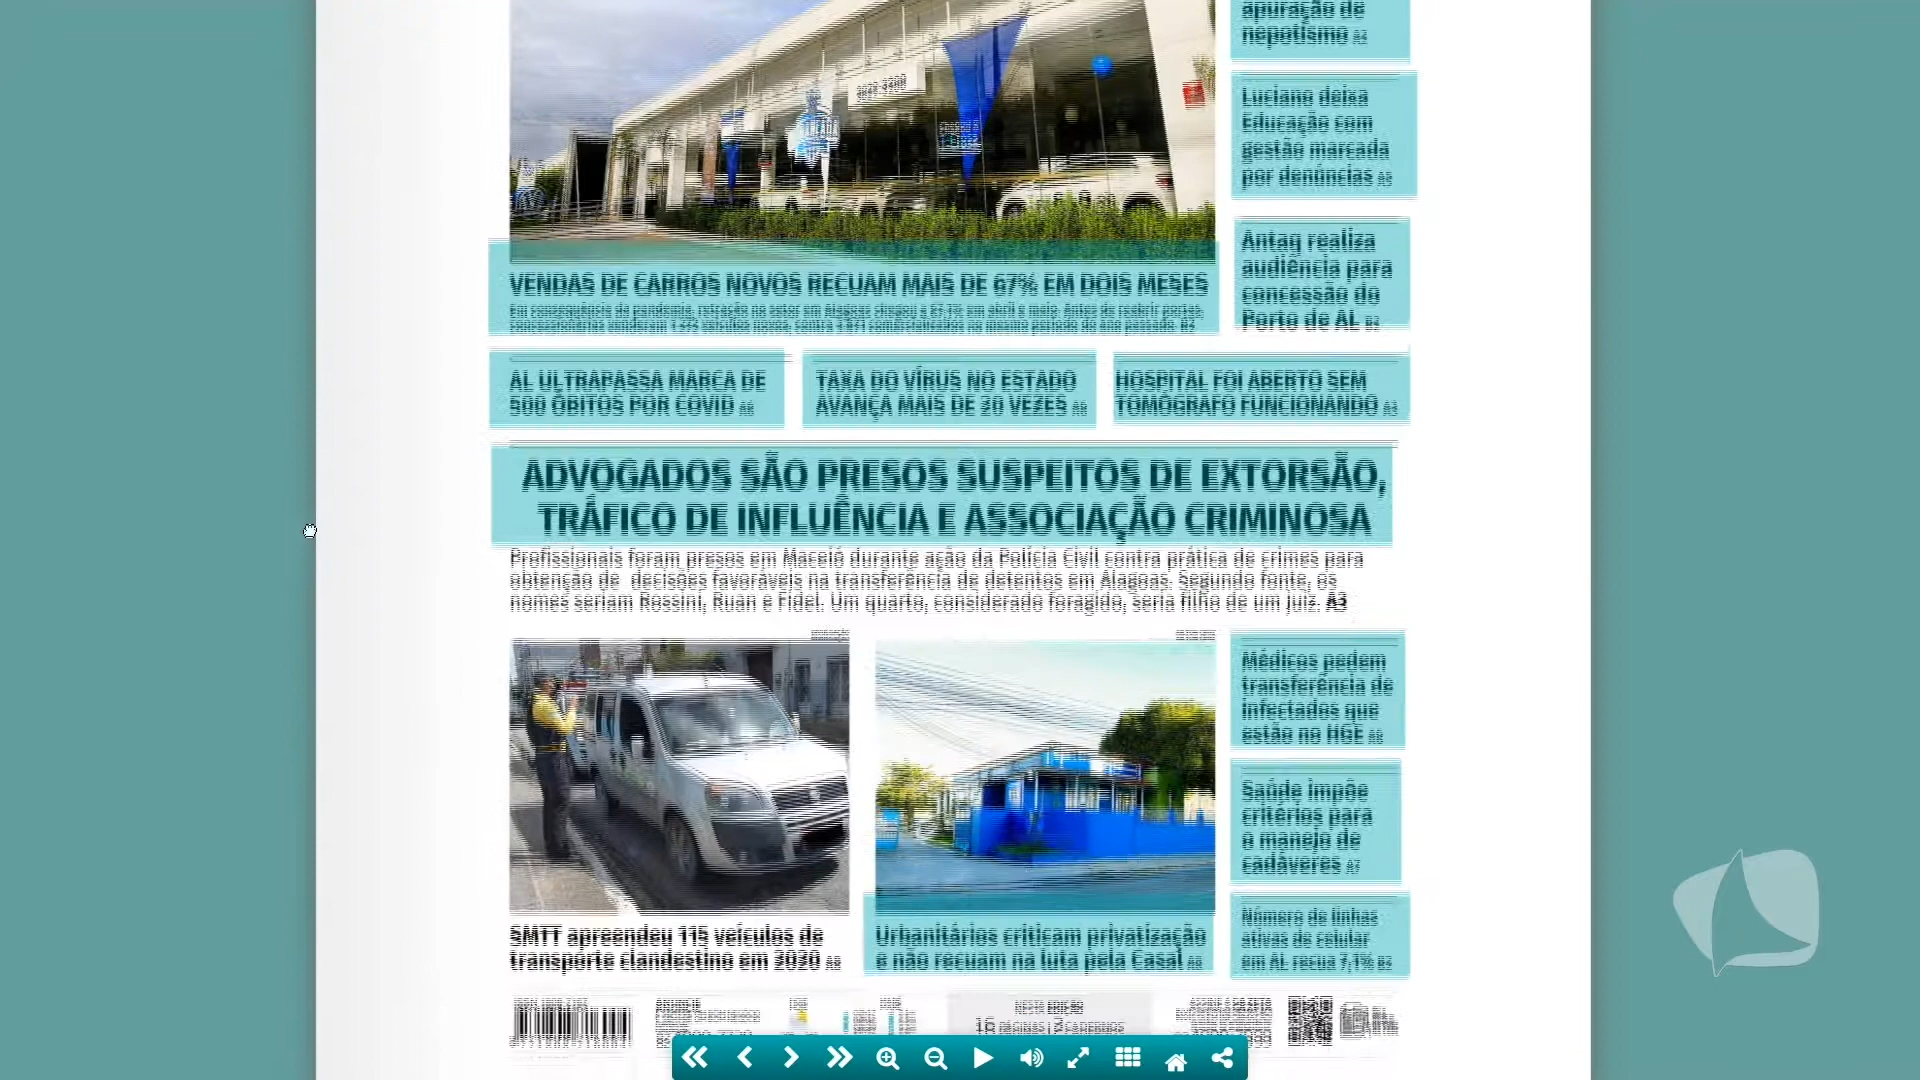 apuração de
nepotismo A2
Luciano deixa
Educação com
gestão marcada
por denúncias A5
Antaq realiza
audiência para
concessão do
Porto de AL B2
VENDAS DE CARROS NOVOS RECUAM MAIS DE 67% EM DOIS MESES
AL ULTRAPASSA MARCA DE
500 ÓBITOS POR COVID A6
TAXA DO VÍRUS NO ESTADO
AVANÇA MAIS DE 20 VEZES A6
HOSPITAL FOI ABERTO SEM
TOMÓGRAFO FUNCIONANDO A5
ADVOGADOS SÃO PRESOS SUSPEITOS DE EXTORSÃO,
TRÁFICO DE INFLUÊNCIA E ASSOCIAÇÃO CRIMINOSA
Profissionais foram presos em Maceió durante ação da Polícia Civil contra prática de crimes para
obtenção de decisões favoráveis na transferência de detentos em Alagoas. Segundo fonte, os
nomes seriam Rossini, Ruan e Fidel. Um quarto, considerado foragido, seria filho de um juiz. A3
Médicos pedem
transferência de
infectados que
estão no HGE A6
Saúde impõe
critérios para
o manejo de
cadáveres A7
SMTT apreendeu 115 veículos de
transporte clandestino em 2020 A8
Urbanitários criticam privatização
e não recuam na luta pela Casal A6
Número de linhas
ativas de celular
em AL recua 7,1% B2
NESTA EDIÇÃO
16 PÁGINAS | 2 CADERNOS